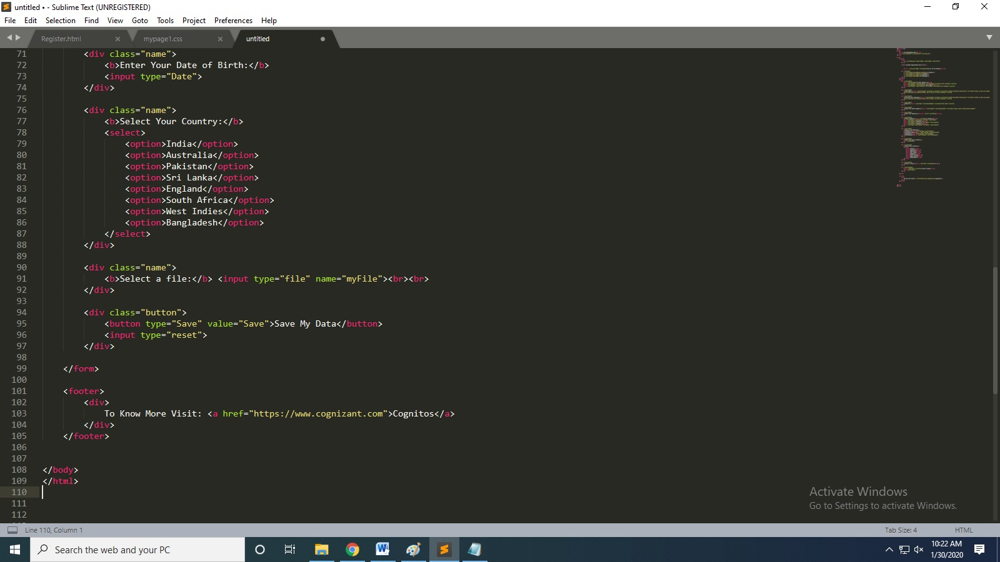 untitled • - Sublime Text (UNREGISTERED)
File Edit Selection Find View Goto Tools Project Preferences Help
Register.html × mypage1.css × untitled
71 <div class="name">
72 <b>Enter Your Date of Birth:</b>
73 <input type="Date">
74 </div>
75
76 <div class="name">
77 <b>Select Your Country:</b>
78 <select>
79 <option>India</option>
80 <option>Australia</option>
81 <option>Pakistan</option>
82 <option>Sri Lanka</option>
83 <option>England</option>
84 <option>South Africa</option>
85 <option>West Indies</option>
86 <option>Bangladesh</option>
87 </select>
88 </div>
89
90 <div class="name">
91 <b>Select a file:</b> <input type="file" name="myFile"><br><br>
92 </div>
93
94 <div class="button">
95 <button type="Save" value="Save">Save My Data</button>
96 <input type="reset">
97 </div>
98
99 </form>
100
101 <footer>
102 <div>
103 To Know More Visit: <a href="https://www.cognizant.com">Cognitos</a>
104 </div>
105 </footer>
106
107
108 </body>
109 </html>
110
111
112
Activate Windows
Go to Settings to activate Windows.
Line 110, Column 1 Tab Size: 4 HTML
Search the web and your PC
10:22 AM
1/30/2020